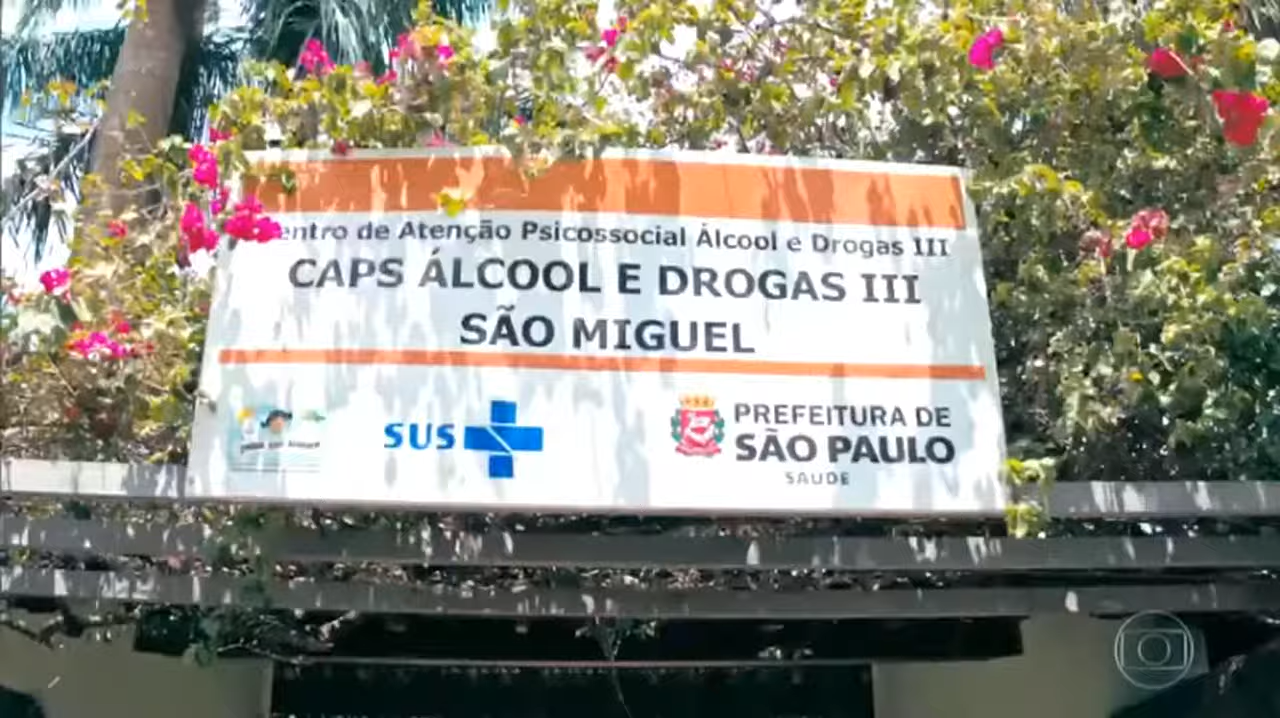 entro de Atenção Psicossocial Álcool e Drogas III
CAPS ÁLCOOL E DROGAS III
SÃO MIGUEL
SUS
PREFEITURA DE
SÃO PAULO
SAÚDE